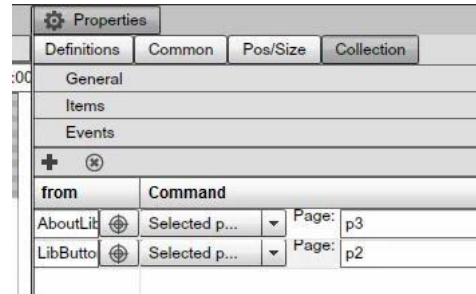 Properties
Definitions Common Pos/Size Collection
:00
General
Items
Events
from Command
AboutLib Selected p... Page: p3
LibButto Selected p... Page: p2